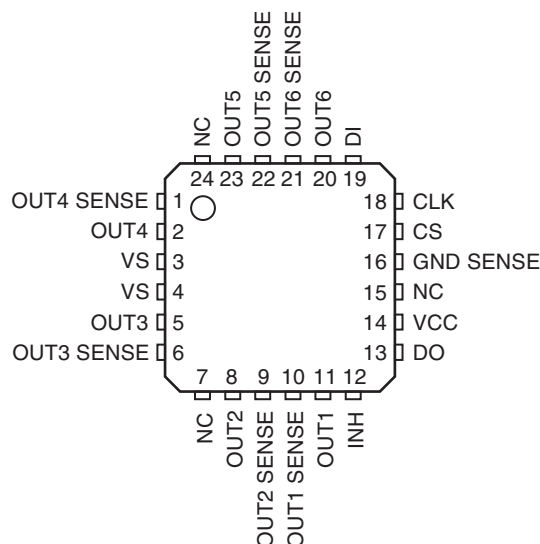 NC
OUT5
OUT5 SENSE
OUT6 SENSE
OUT6
DI
24 23 22 21 20 19
OUT4 SENSE 1 18 CLK
OUT4 2 17 CS
VS 3 16 GND SENSE
VS 4 15 NC
OUT3 5 14 VCC
OUT3 SENSE 6 13 DO
7 8 9 10 11 12
NC
OUT2
OUT2 SENSE
OUT1 SENSE
OUT1
INH